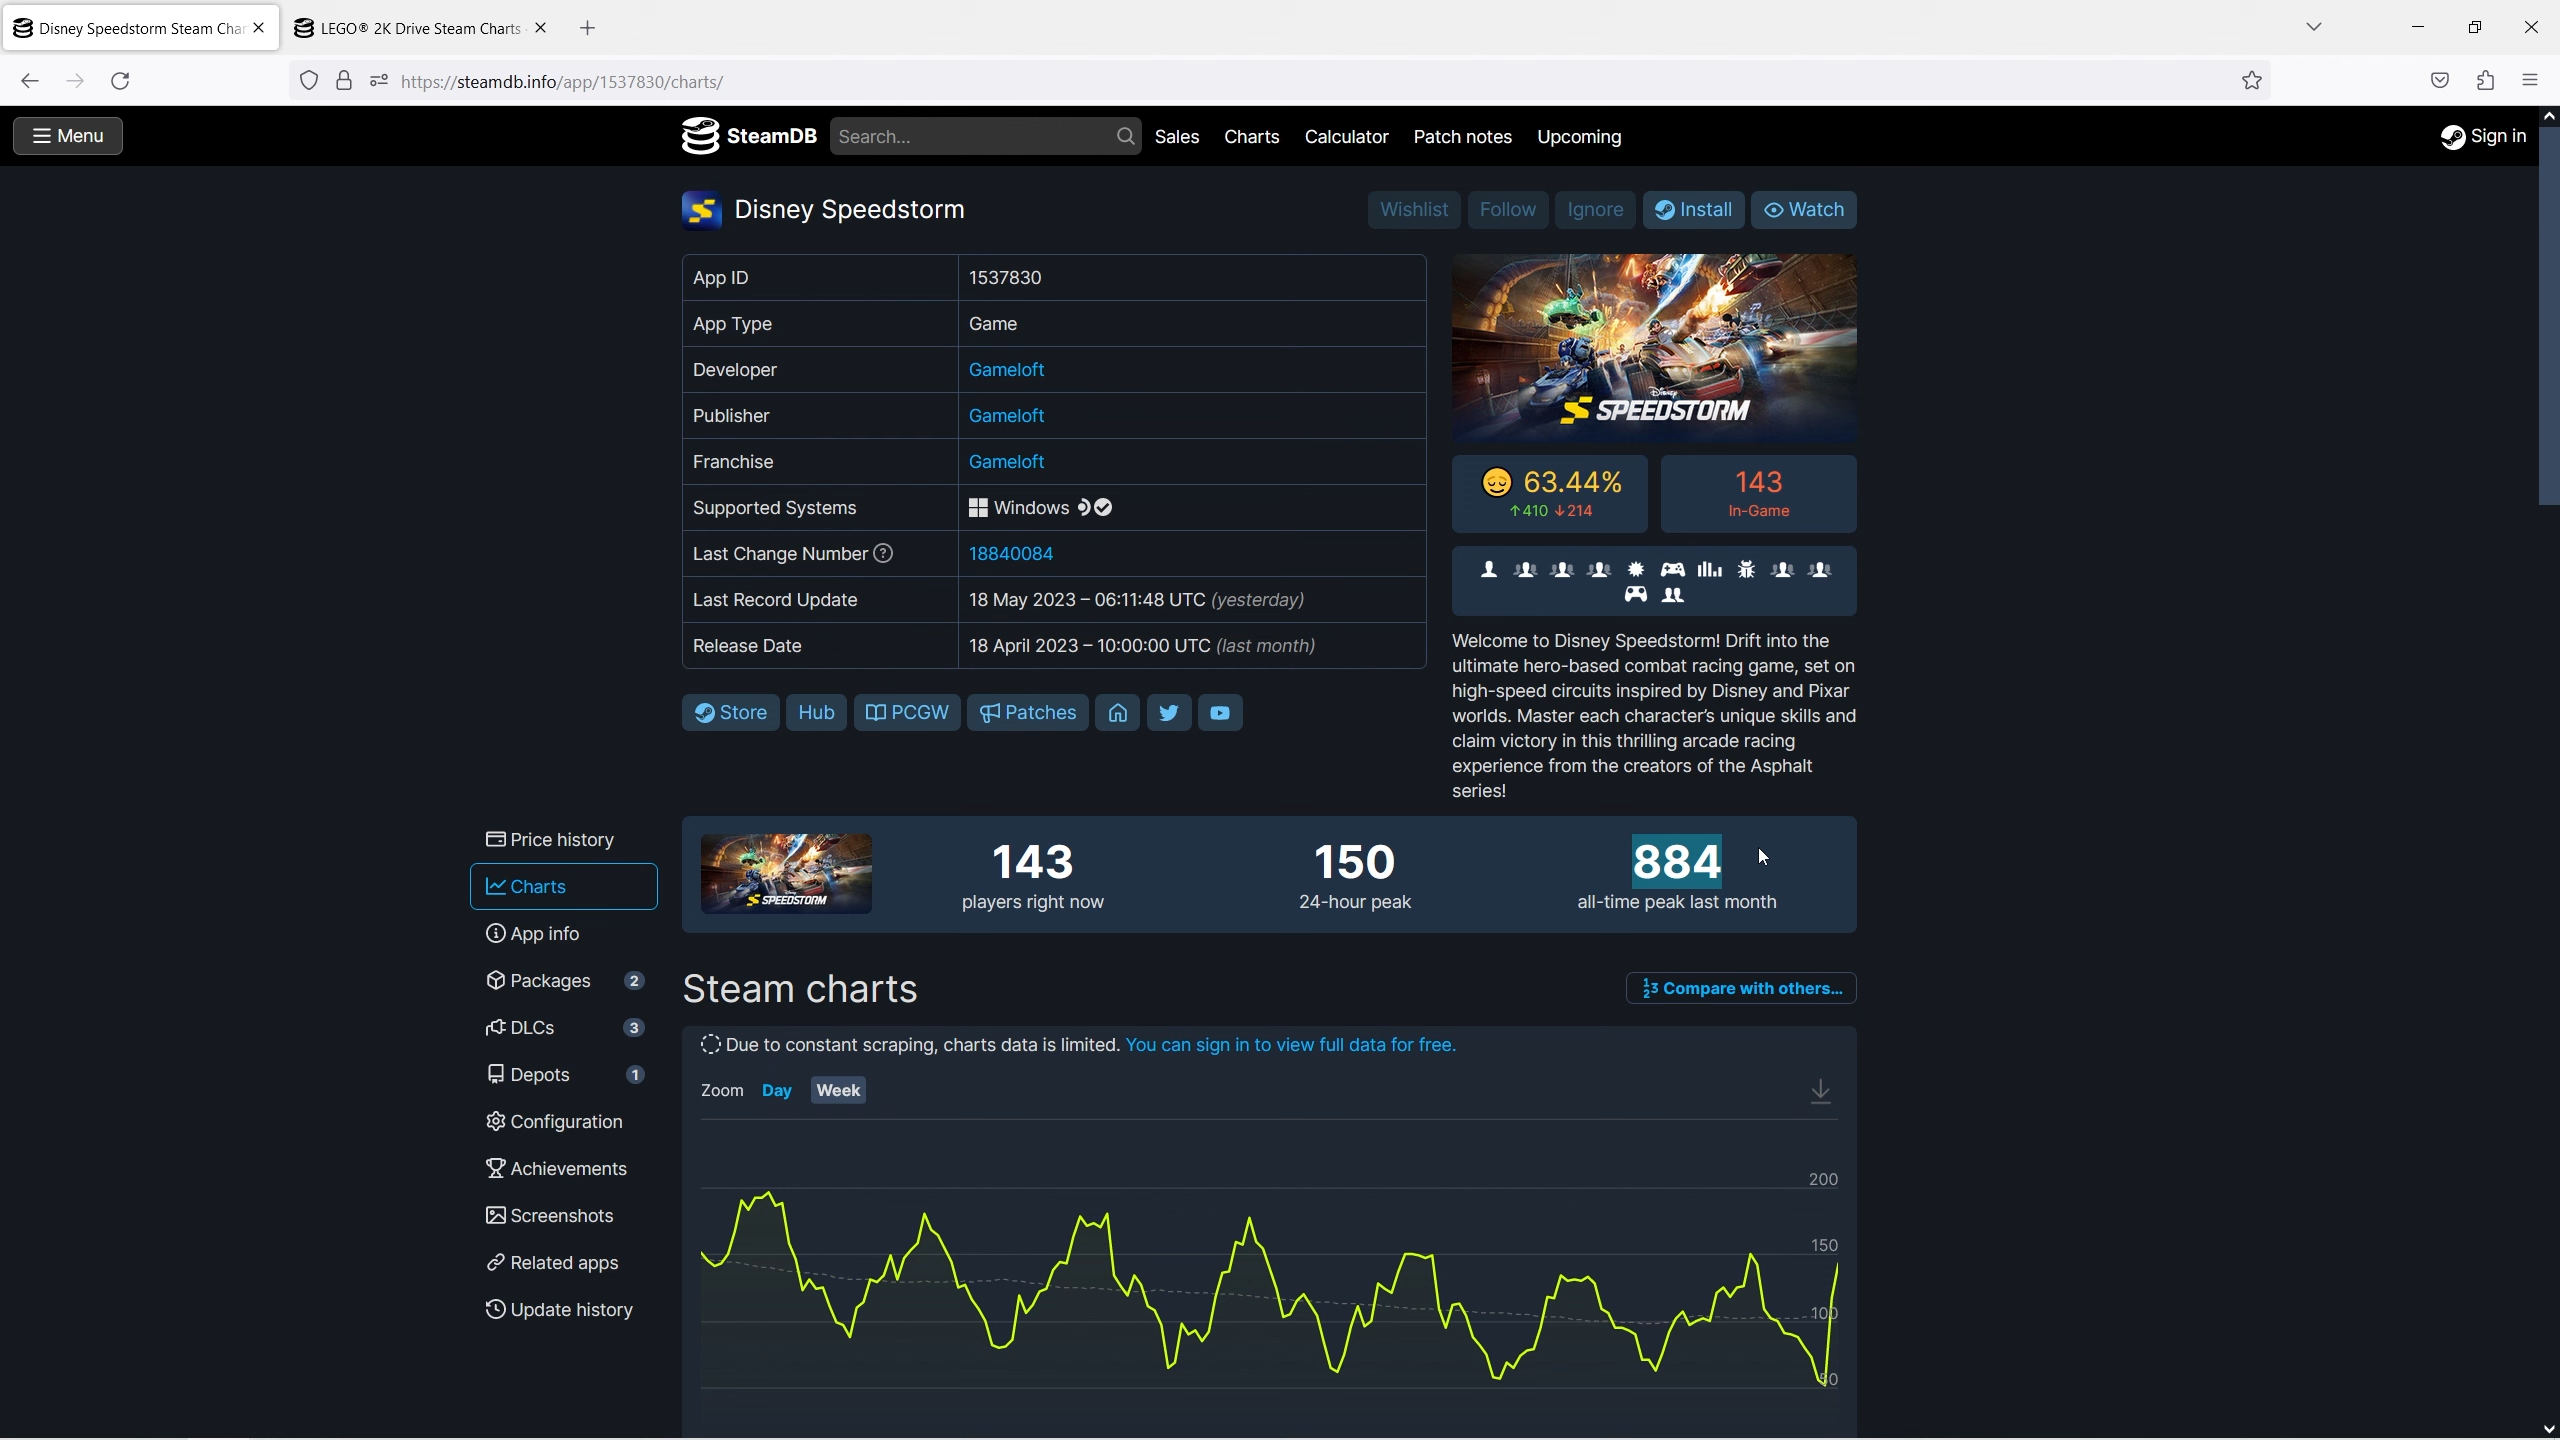 Disney Speedstorm Steam Char
LEGO® 2K Drive Steam Charts
https://steamdb.info/app/1537830/charts/
Menu
SteamDB
Search...
Sales
Charts
Calculator
Patch notes
Upcoming
Sign in
Disney Speedstorm
Wishlist
Follow
Ignore
Install
Watch
App ID 1537830
App Type Game
Developer Gameloft
Publisher Gameloft
Franchise Gameloft
Supported Systems Windows
Last Change Number 18840084
Last Record Update 18 May 2023 – 06:11:48 UTC (yesterday)
Release Date 18 April 2023 – 10:00:00 UTC (last month)
Store
Hub
PCGW
Patches
Disney
SPEEDSTORM
63.44%
↑410 ↓214
143
In-Game
Welcome to Disney Speedstorm! Drift into the
ultimate hero-based combat racing game, set on
high-speed circuits inspired by Disney and Pixar
worlds. Master each character's unique skills and
claim victory in this thrilling arcade racing
experience from the creators of the Asphalt
series!
Price history
Charts
App info
Packages 2
DLCs 3
Depots 1
Configuration
Achievements
Screenshots
Related apps
Update history
SPEEDSTORM
143
players right now
150
24-hour peak
884
all-time peak last month
Steam charts
Compare with others...
Due to constant scraping, charts data is limited. You can sign in to view full data for free.
Zoom Day Week
200
150
100
50